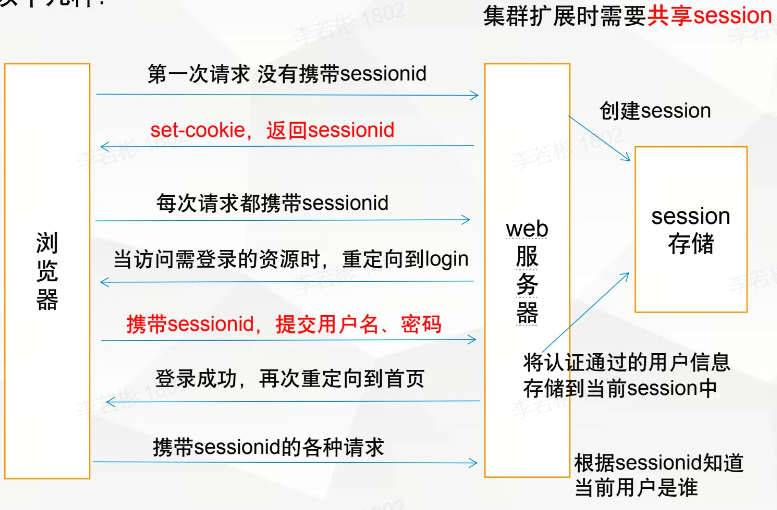 集群扩展时需要共享session
第一次请求 没有携带sessionid
创建session
set-cookie，返回sessionid
每次请求都携带sessionid
session
存储
浏
览
器
web
服
务
器
当访问需登录的资源时，重定向到login
携带sessionid，提交用户名、密码
将认证通过的用户信息
存储到当前session中
登录成功，再次重定向到首页
携带sessionid的各种请求
根据sessionid知道
当前用户是谁
李若彬 1802